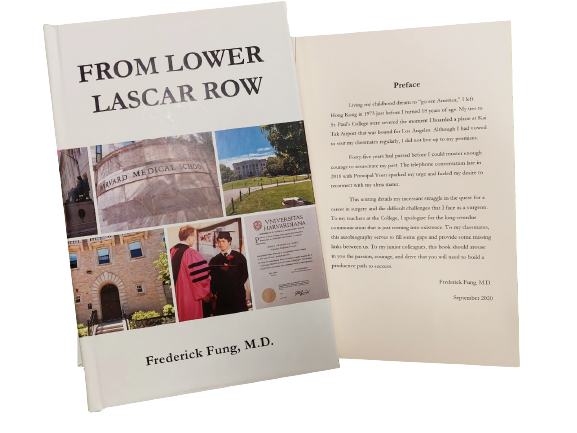 FROM LOWER
LASCAR ROW
HARVARD MEDICAL SCHOOL
UNIVERSITAS
HARVARDIANA
Frederick Fung, M.D.
Preface
Living my childhood dream to "go see America," I left
Hong Kong in 1973 just before I turned 18 years of age. My ties to
St. Paul's College were severed the moment I boarded a plane at Kai
Tak Airport that was bound for Los Angeles. Although I had vowed
to visit my classmates regularly, I did not live up to my promises.
Forty-five years had passed before I could muster enough
courage to resuscitate my past. The telephone conversation late in
2018 with Principal Yuen sparked my urge and fueled my desire to
reconnect with my alma mater.
This writing details my incessant struggle in the quest for a
career in surgery and the difficult challenges that I face as a surgeon.
To my teachers at the College, I apologize for the long-overdue
communication that is just coming into existence. To my classmates,
this autobiography serves to fill some gaps and provide some missing
links between us. To my junior colleagues, this book should arouse
in you the passion, courage, and drive that you will need to build a
productive path to success.
Frederick Fung, M.D.
September 2020